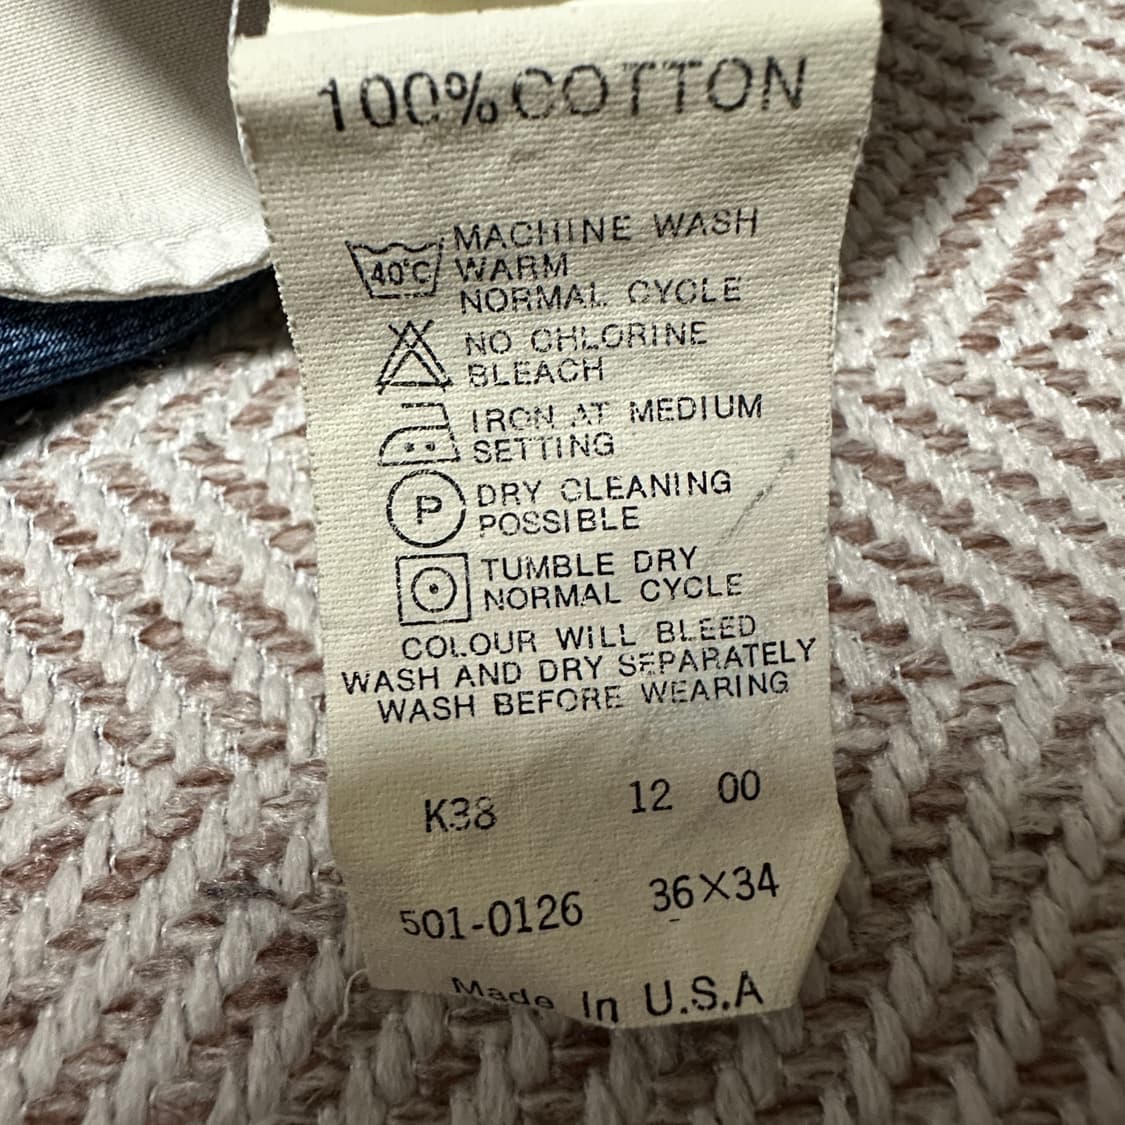 100% COTTON
40°C MACHINE WASH
WARM
NORMAL CYCLE
NO CHLORINE
BLEACH
IRON AT MEDIUM
SETTING
P DRY CLEANING
POSSIBLE
TUMBLE DRY
NORMAL CYCLE
COLOUR WILL BLEED
WASH AND DRY SEPARATELY
WASH BEFORE WEARING
K38 12 00
501-0126 36X34
Made In U.S.A